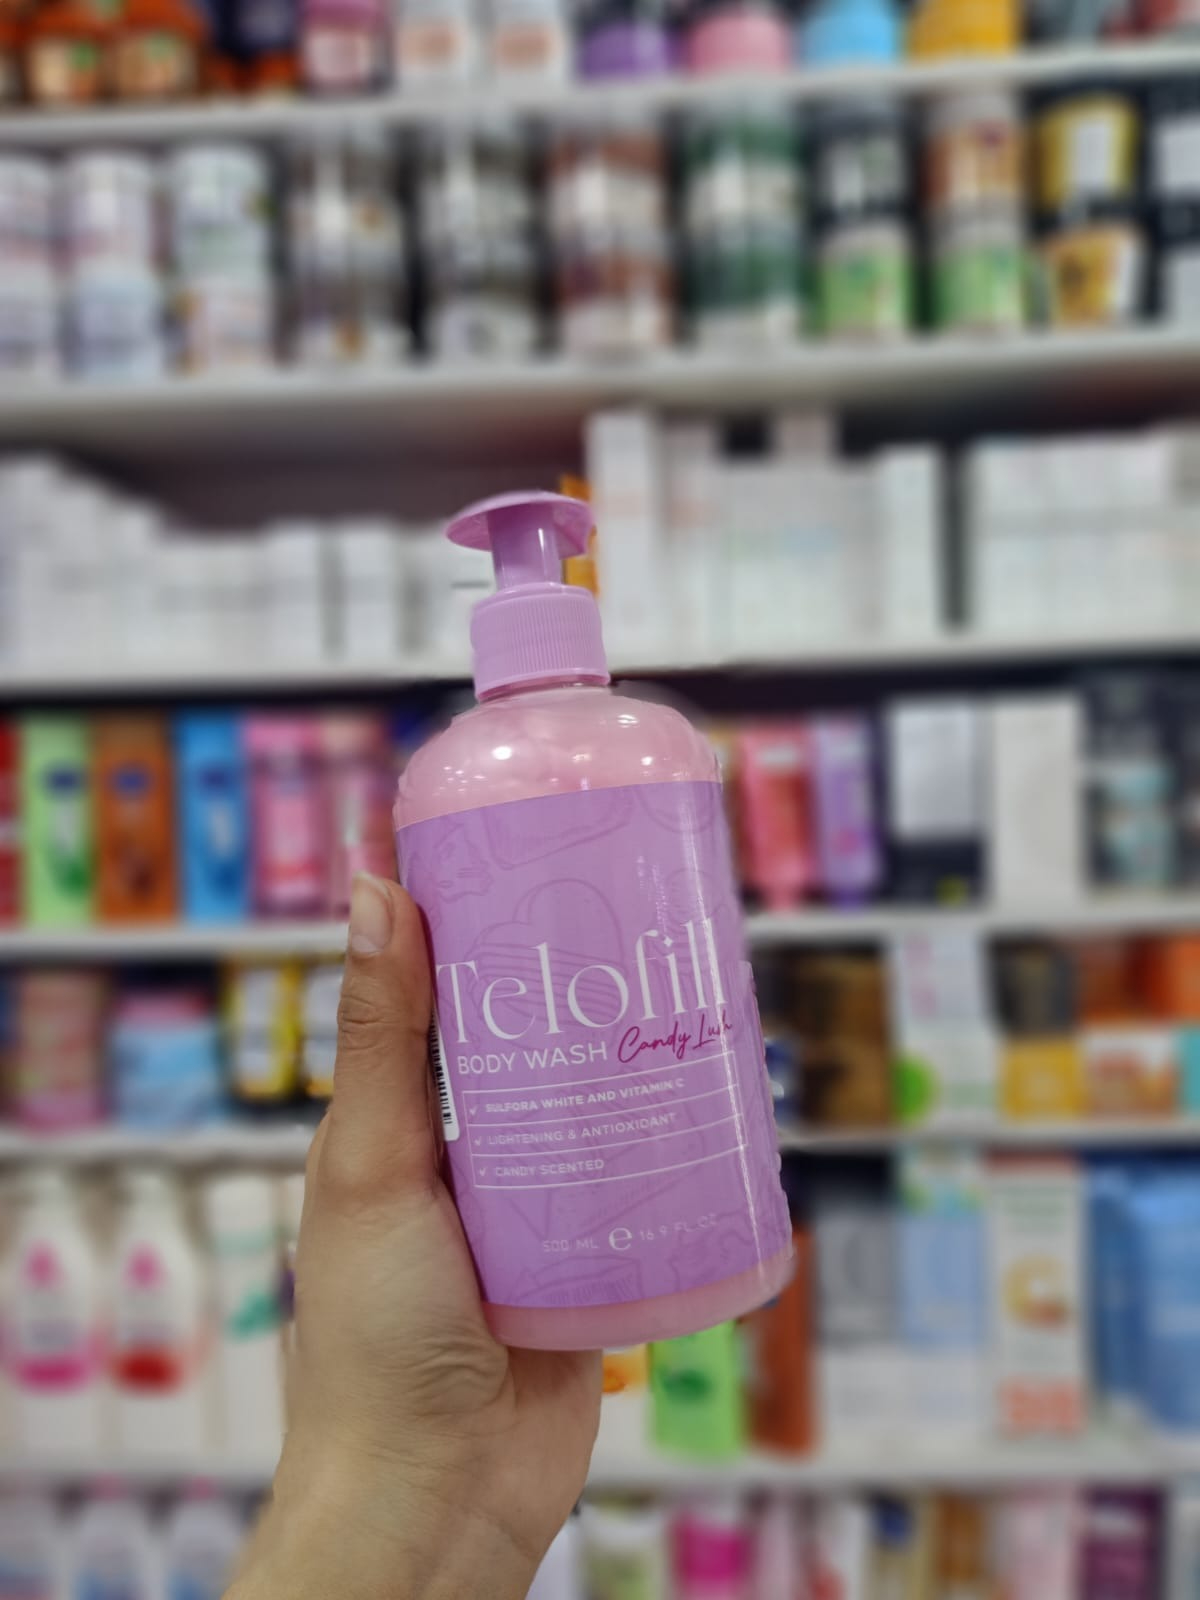 Telofill
BODY WASH Candy Lush
✓ SULFORA WHITE AND VITAMIN C
✓ LIGHTENING & ANTIOXIDANT
✓ CANDY SCENTED
500 ML e 16.9 FL OZ